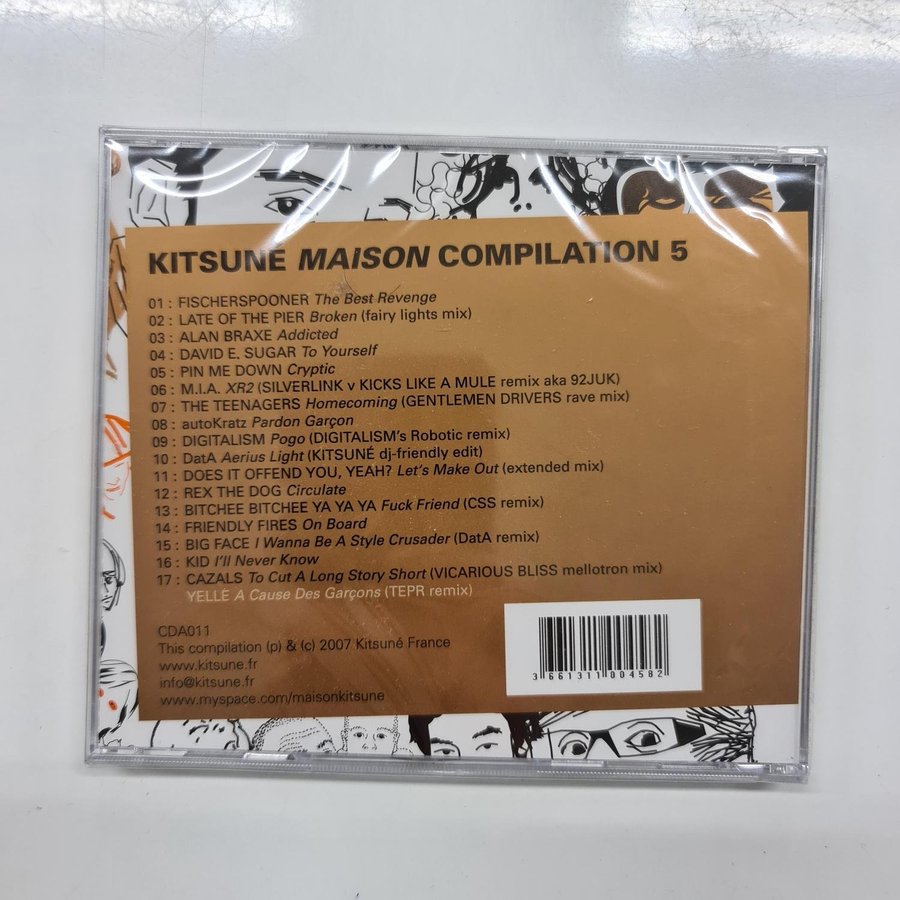 KITSUNE MAISON COMPILATION 5
01 : FISCHERSPOONER The Best Revenge
02 : LATE OF THE PIER Broken (fairy lights mix)
03 : ALAN BRAXE Addicted
04 : DAVID E. SUGAR To Yourself
05 : PIN ME DOWN Cryptic
06 : M.I.A. XR2 (SILVERLINK v KICKS LIKE A MULE remix aka 92JUK)
07 : THE TEENAGERS Homecoming (GENTLEMEN DRIVERS rave mix)
08 : autoKratz Pardon Garçon
09 : DIGITALISM Pogo (DIGITALISM's Robotic remix)
10 : DatA Aerius Light (KITSUNÉ dj-friendly edit)
11 : DOES IT OFFEND YOU, YEAH? Let's Make Out (extended mix)
12 : REX THE DOG Circulate
13 : BITCHEE BITCHEE YA YA YA Fuck Friend (CSS remix)
14 : FRIENDLY FIRES On Board
15 : BIG FACE I Wanna Be A Style Crusader (DatA remix)
16 : KID I'll Never Know
17 : CAZALS To Cut A Long Story Short (VICARIOUS BLISS mellotron mix)
YELLE A Cause Des Garçons (TEPR remix)
CDA011
This compilation (p) & (c) 2007 Kitsuné France
www.kitsune.fr
info@kitsune.fr
www.myspace.com/maisonkitsune
3 661311 004582